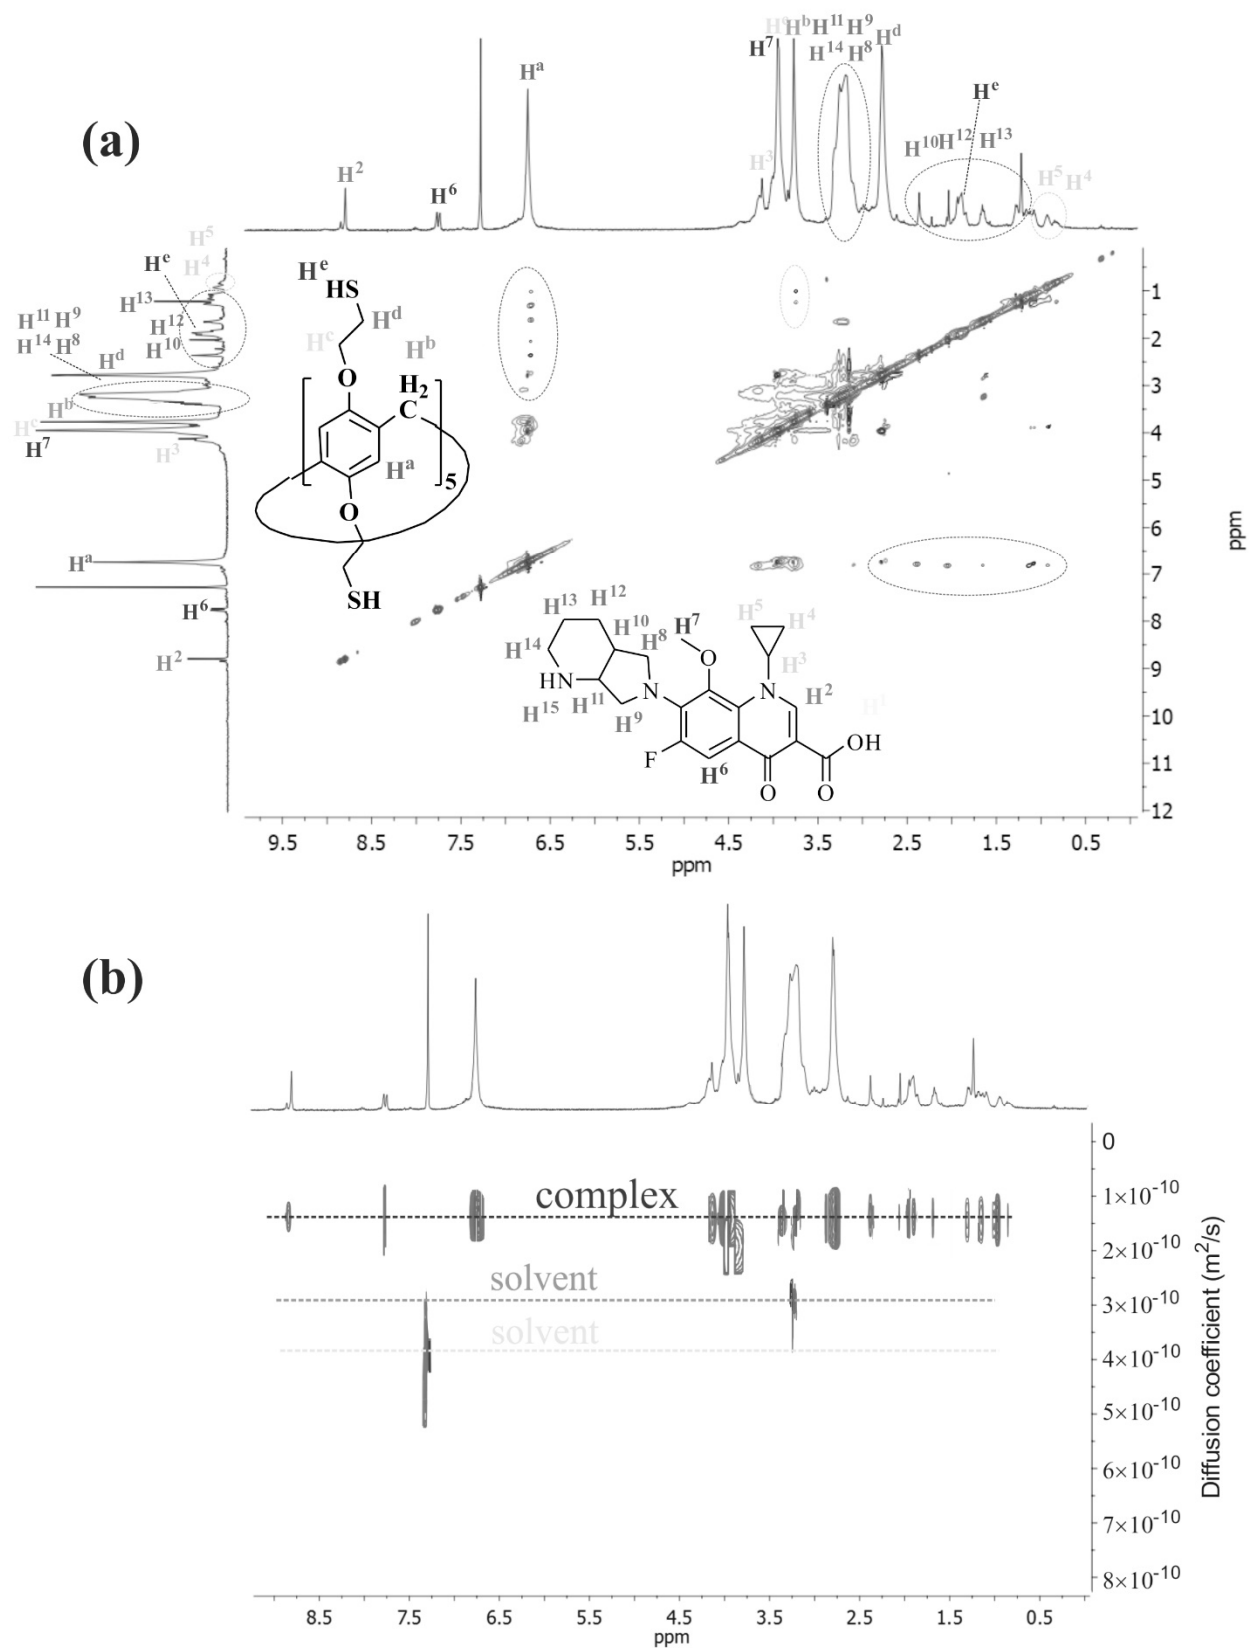 (a)
Hᶜ Hᵇ H¹¹ H⁹ Hᵈ
H⁷ H¹⁴ H⁸
Hᵃ
Hᵉ
H¹⁰ H¹² H¹³
H³
H²
H⁶
H⁵ H⁴
H⁵
Hᵉ H⁴
H¹³
H¹¹ H⁹ H¹²
H¹⁴ H⁸ H¹⁰
Hᵈ
Hᵇ
Hᶜ
H⁷
H³
Hᵃ
H⁶
H²
Hᵉ
HS
Hᵈ
Hᶜ Hᵇ
O H₂
C
Hᵃ
5
O
SH
H¹³ H¹²
H¹⁰ H⁷ H⁵ H⁴
H¹⁴ H⁸ O
H³
HN N N H²
H¹⁵ H¹¹
H⁹
F OH
H⁶
O O
1
2
3
4
5
6
7
8
9
10
11
12
ppm
9.5 8.5 7.5 6.5 5.5 4.5 3.5 2.5 1.5 0.5
ppm
(b)
complex
solvent
solvent
0
1×10⁻¹⁰
2×10⁻¹⁰
3×10⁻¹⁰
4×10⁻¹⁰
5×10⁻¹⁰
6×10⁻¹⁰
7×10⁻¹⁰
8×10⁻¹⁰
Diffusion coefficient (m²/s)
8.5 7.5 6.5 5.5 4.5 3.5 2.5 1.5 0.5
ppm